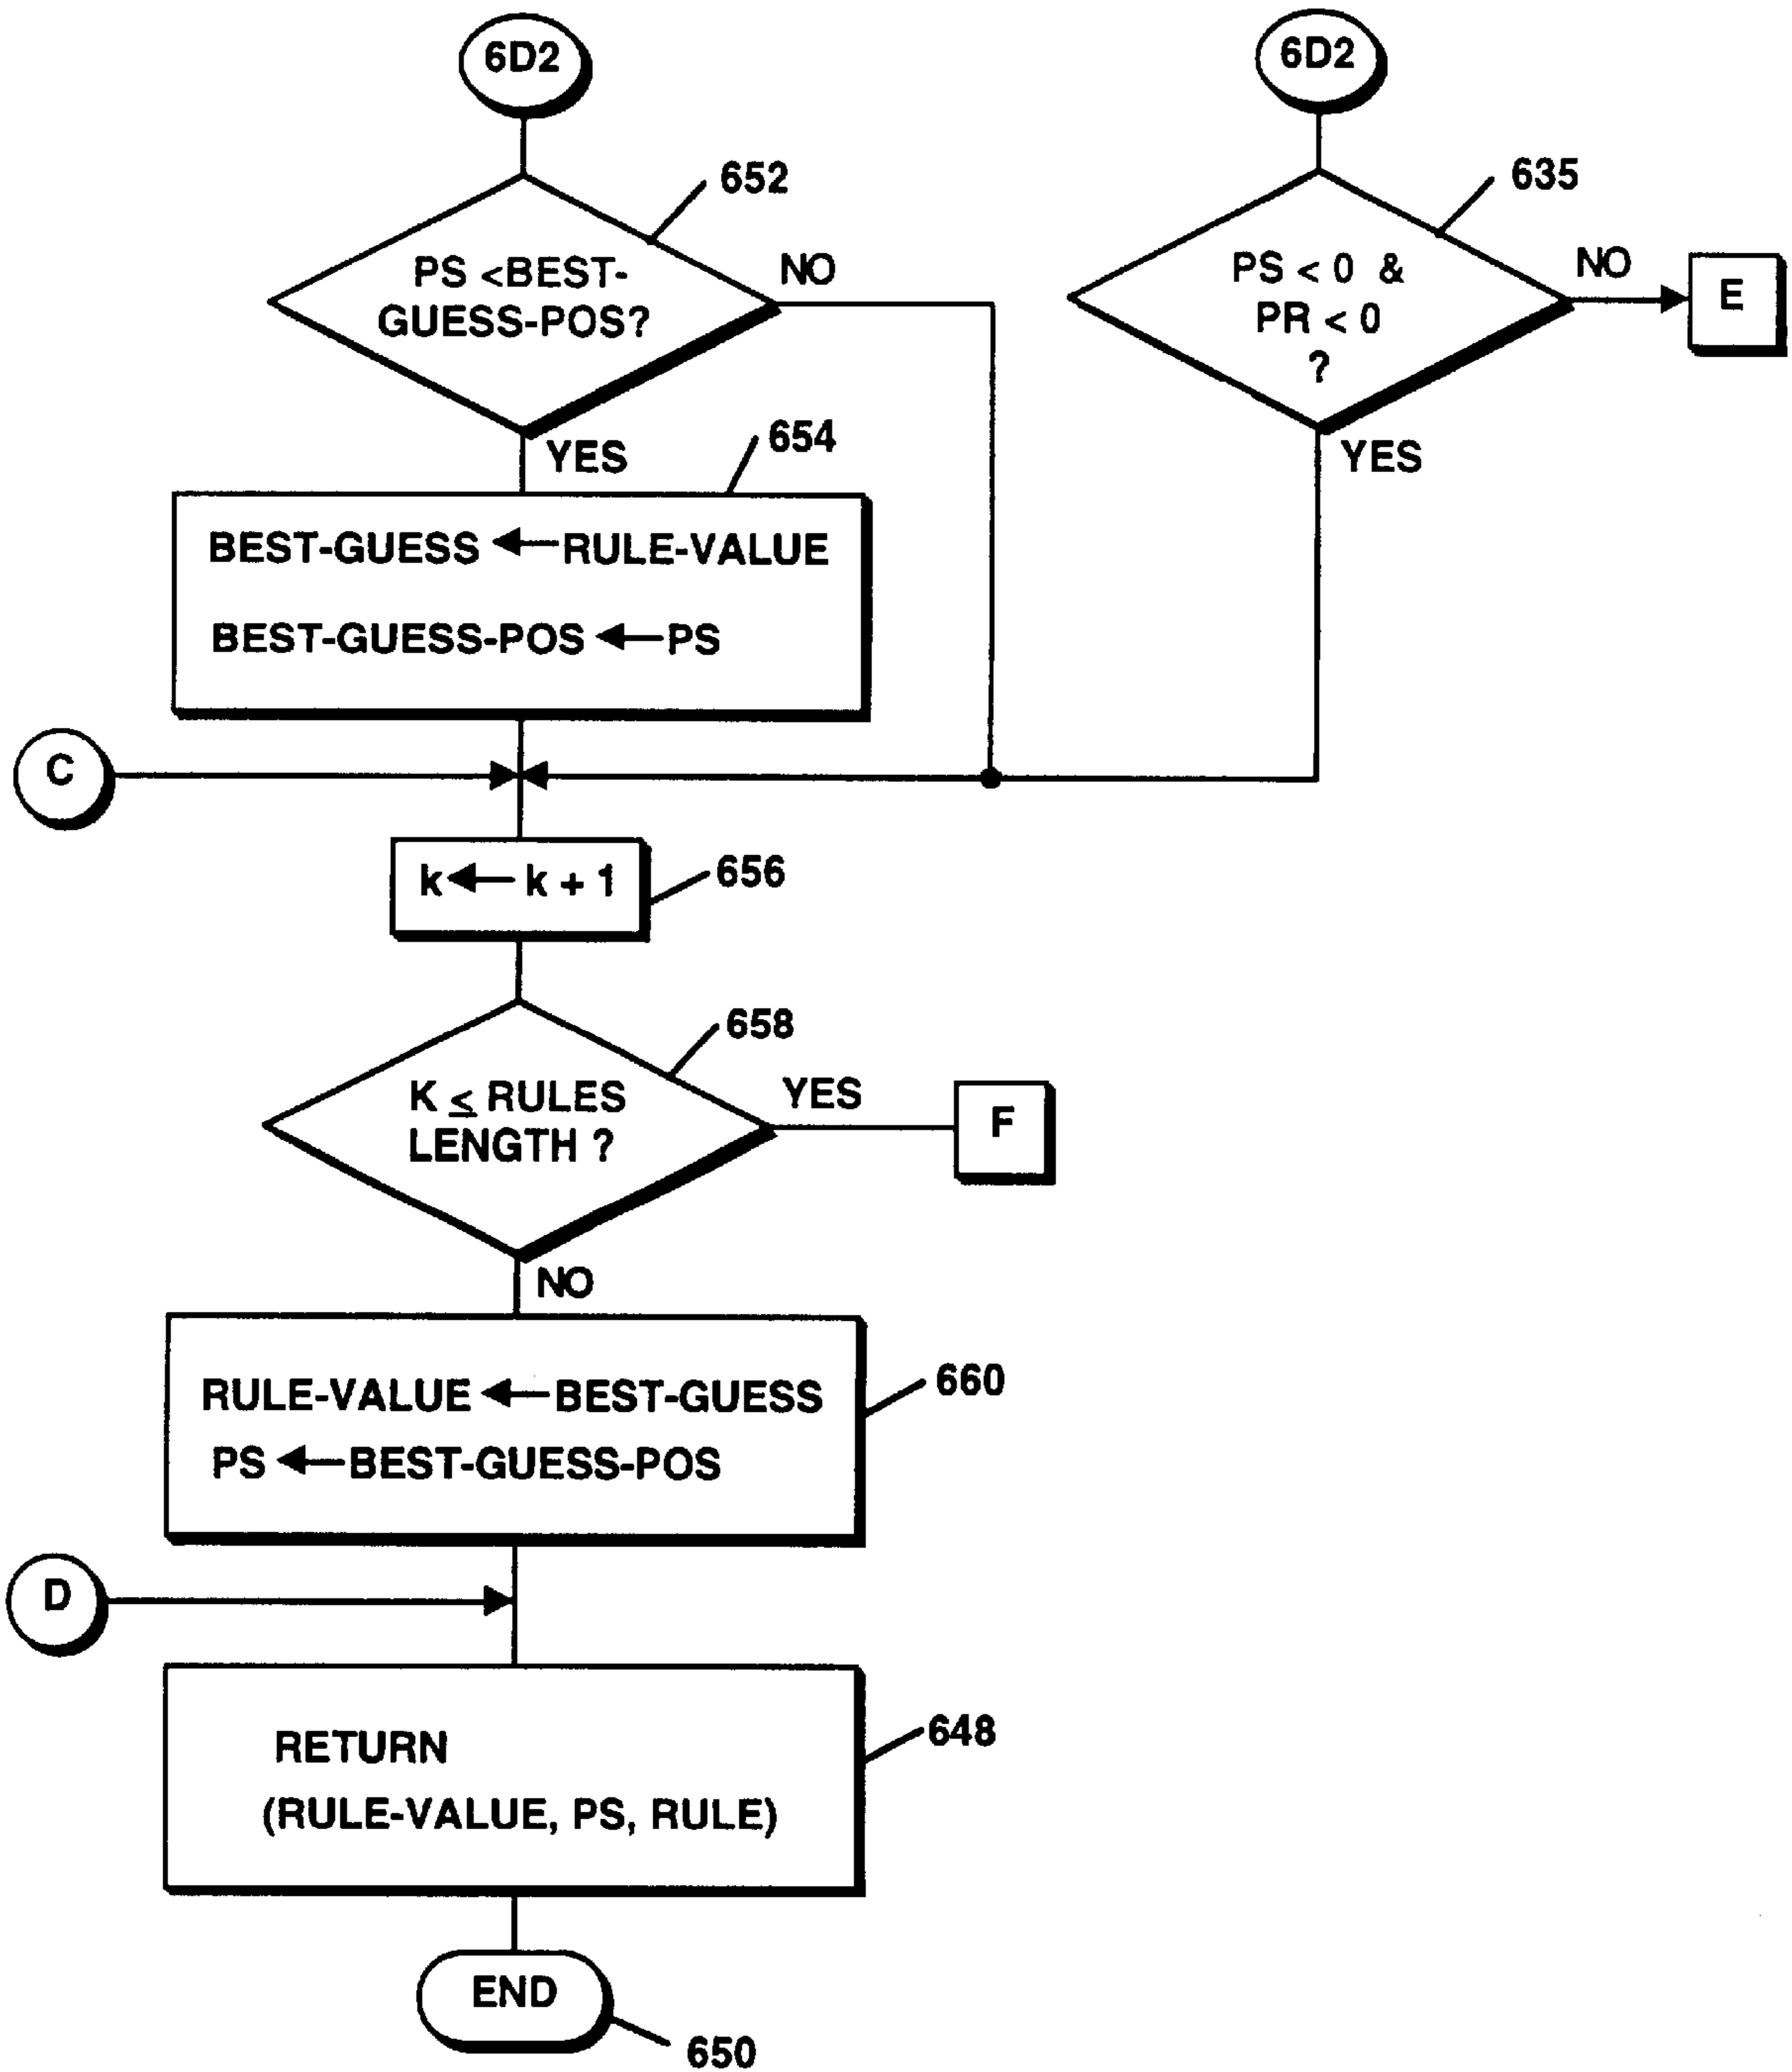 6D2
652
PS <BEST-
GUESS-POS?
NO
YES
654
BEST-GUESS ← RULE-VALUE
BEST-GUESS-POS ← PS
6D2
635
PS < 0 &
PR < 0
?
NO
E
YES
C
k ← k + 1
656
658
K ≤ RULES
LENGTH ?
YES
F
NO
RULE-VALUE ← BEST-GUESS
PS ← BEST-GUESS-POS
660
D
RETURN
(RULE-VALUE, PS, RULE)
648
END
650